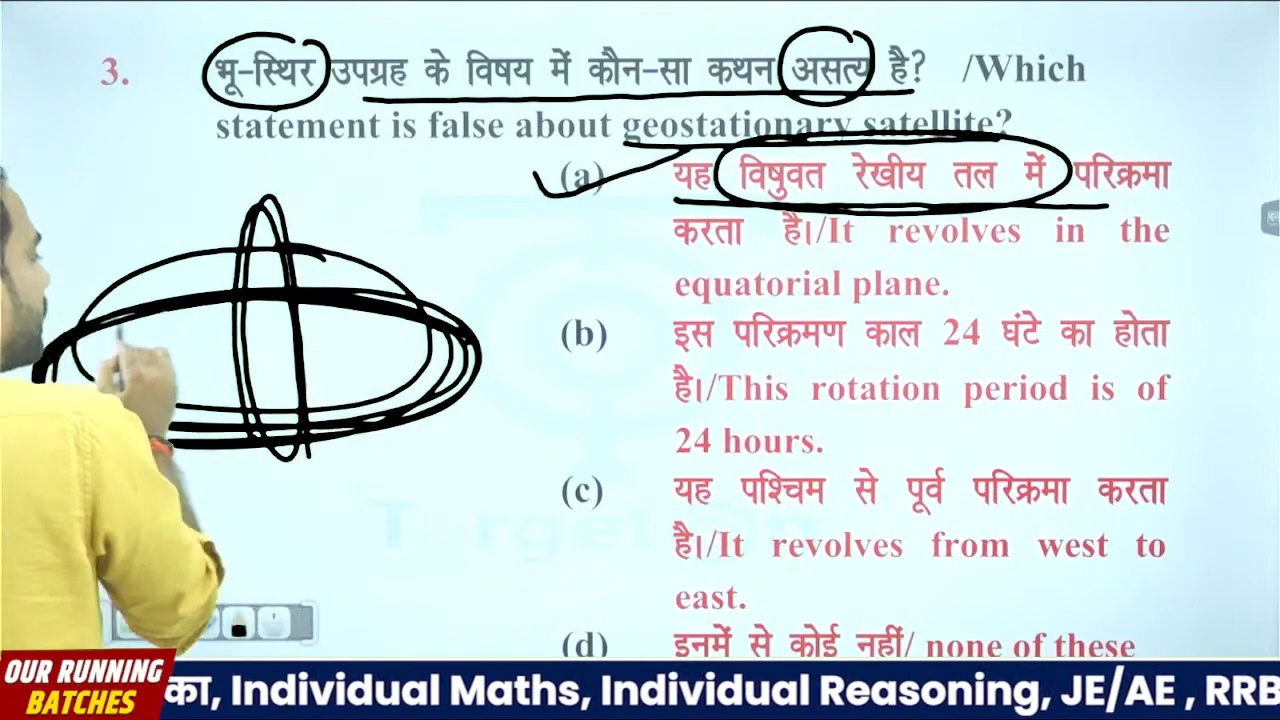 3. भू-स्थिर उपग्रह के विषय में कौन-सा कथन असत्य है? /Which
statement is false about geostationary satellite?
(a) यह विषुवत रेखीय तल में परिक्रमा
करता है।/It revolves in the
equatorial plane.
(b) इस परिक्रमण काल 24 घंटे का होता
है।/This rotation period is of
24 hours.
(c) यह पश्चिम से पूर्व परिक्रमा करता
है।/It revolves from west to
east.
(d) इनमें से कोई नहीं/ none of these
OUR RUNNING
BATCHES
का, Individual Maths, Individual Reasoning, JE/AE , RRB